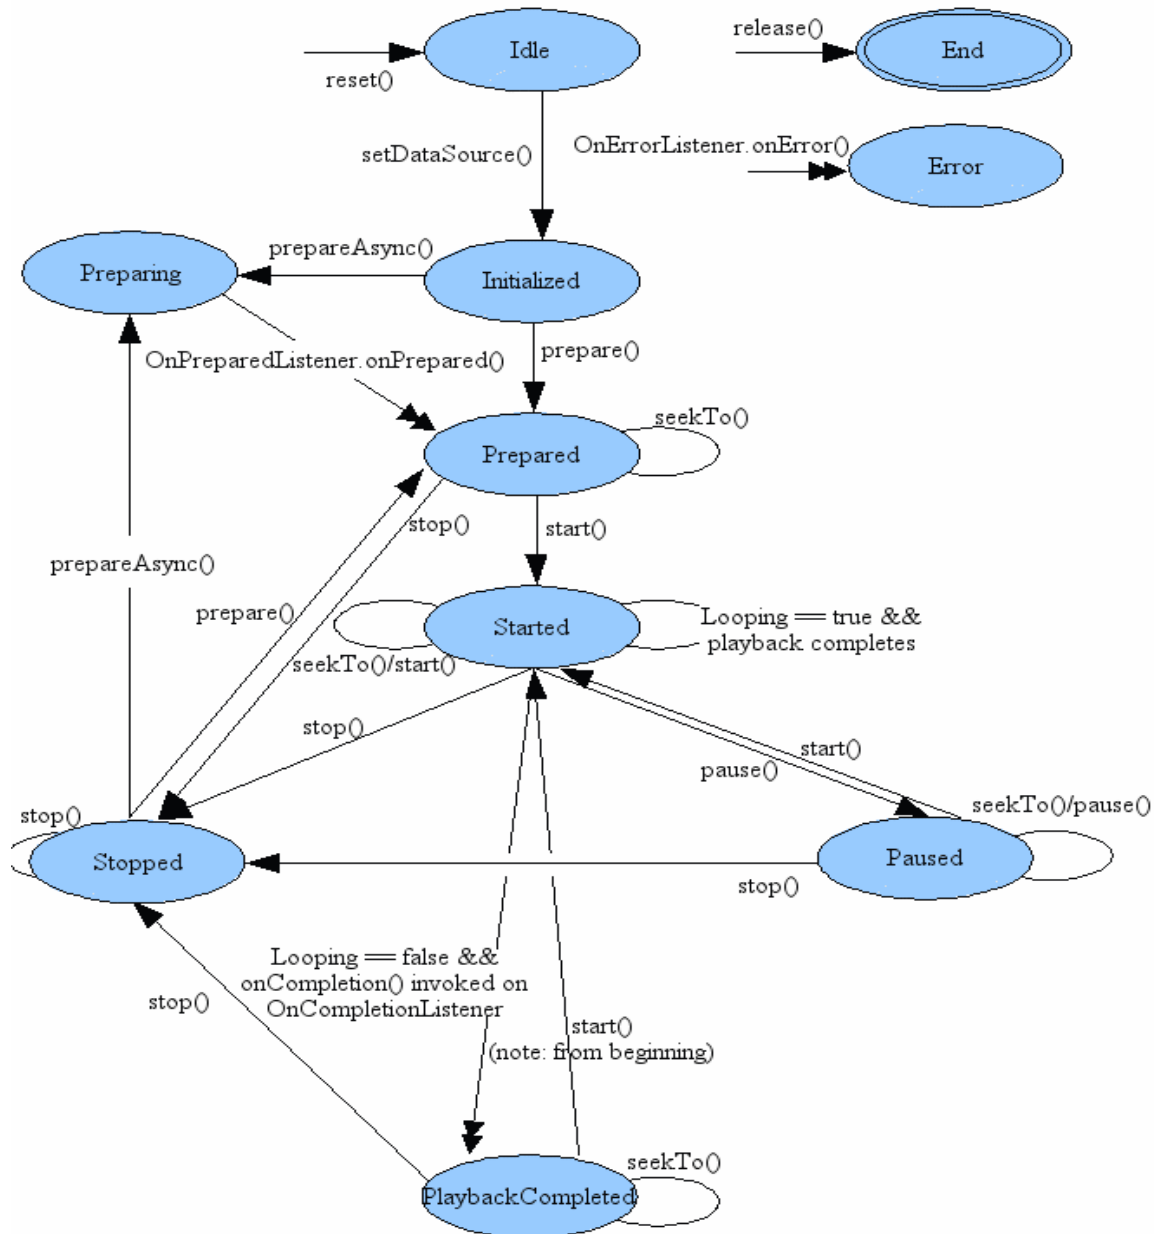 Idle
release()
End
reset()
OnErrorListener.onError()
Error
setDataSource()
prepareAsync()
Preparing
Initialized
OnPreparedListener.onPrepared()
prepare()
seekTo()
Prepared
stop()
start()
prepareAsync()
prepare()
Started
Looping == true &&
playback completes
seekTo()/start()
stop()
start()
pause()
seekTo()/pause()
stop()
Stopped
Paused
stop()
Looping == false &&
onCompletion() invoked on
OnCompletionListener
stop()
start()
(note: from beginning)
seekTo()
PlaybackCompleted